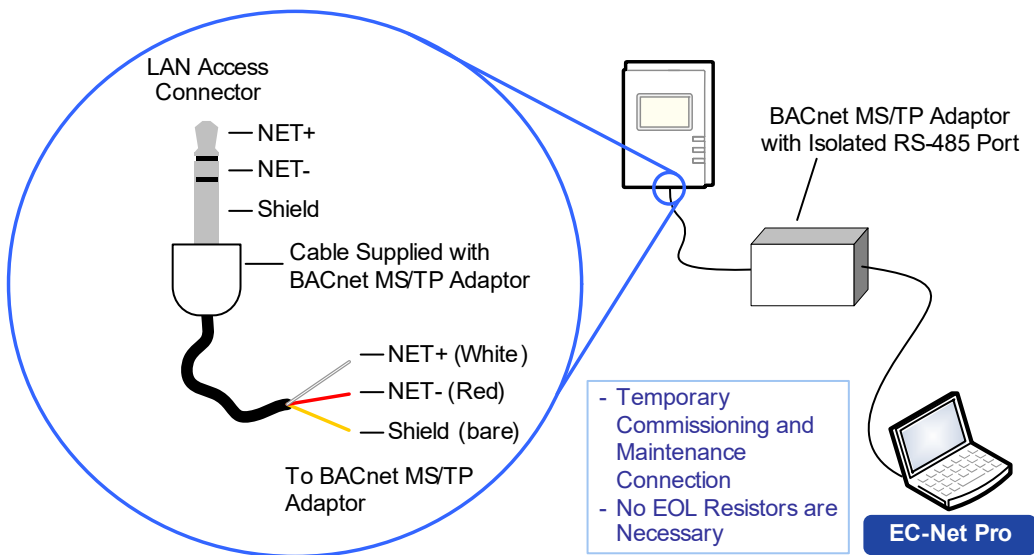 LAN Access
Connector
NET+
NET-
Shield
Cable Supplied with
BACnet MS/TP Adaptor
NET+ (White)
NET- (Red)
Shield (bare)
To BACnet MS/TP
Adaptor
BACnet MS/TP Adaptor
with Isolated RS-485 Port
- Temporary
Commissioning and
Maintenance
Connection
- No EOL Resistors are
Necessary
EC-Net Pro